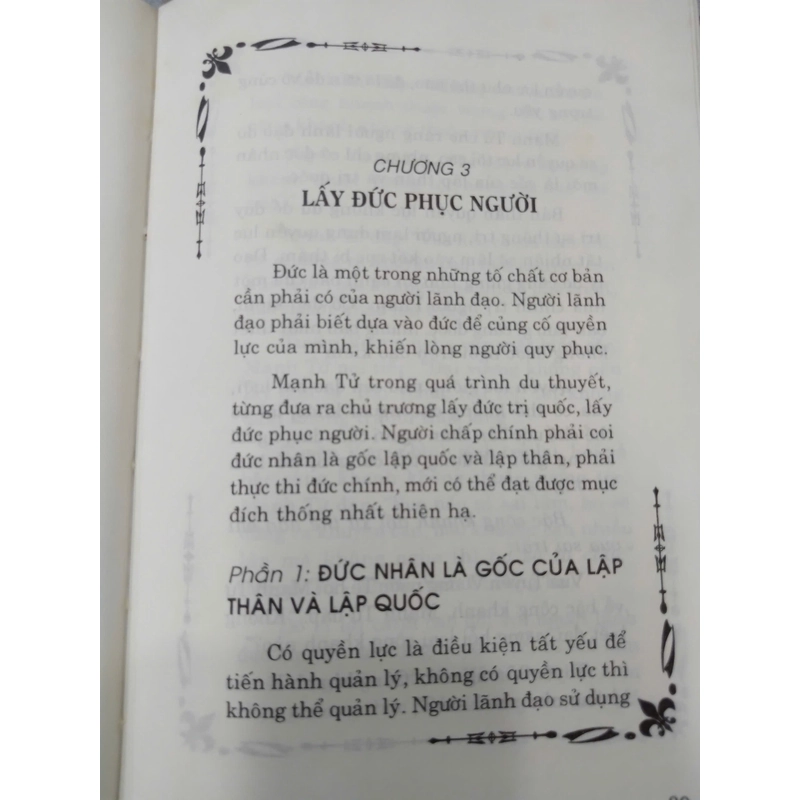 CHƯƠNG 3
LẤY ĐỨC PHỤC NGƯỜI
Đức là một trong những tố chất cơ bản
cần phải có của người lãnh đạo. Người lãnh
đạo phải biết dựa vào đức để củng cố quyền
lực của mình, khiến lòng người quy phục.
Mạnh Tử trong quá trình du thuyết,
từng đưa ra chủ trương lấy đức trị quốc, lấy
đức phục người. Người chấp chính phải coi
đức nhân là gốc lập quốc và lập thân, phải
thực thi đức chính, mới có thể đạt được mục
đích thống nhất thiên hạ.
Phần 1: ĐỨC NHÂN LÀ GỐC CỦA LẬP
THÂN VÀ LẬP QUỐC
Có quyền lực là điều kiện tất yếu để
tiến hành quản lý, không có quyền lực thì
không thể quản lý. Người lãnh đạo sử dụng